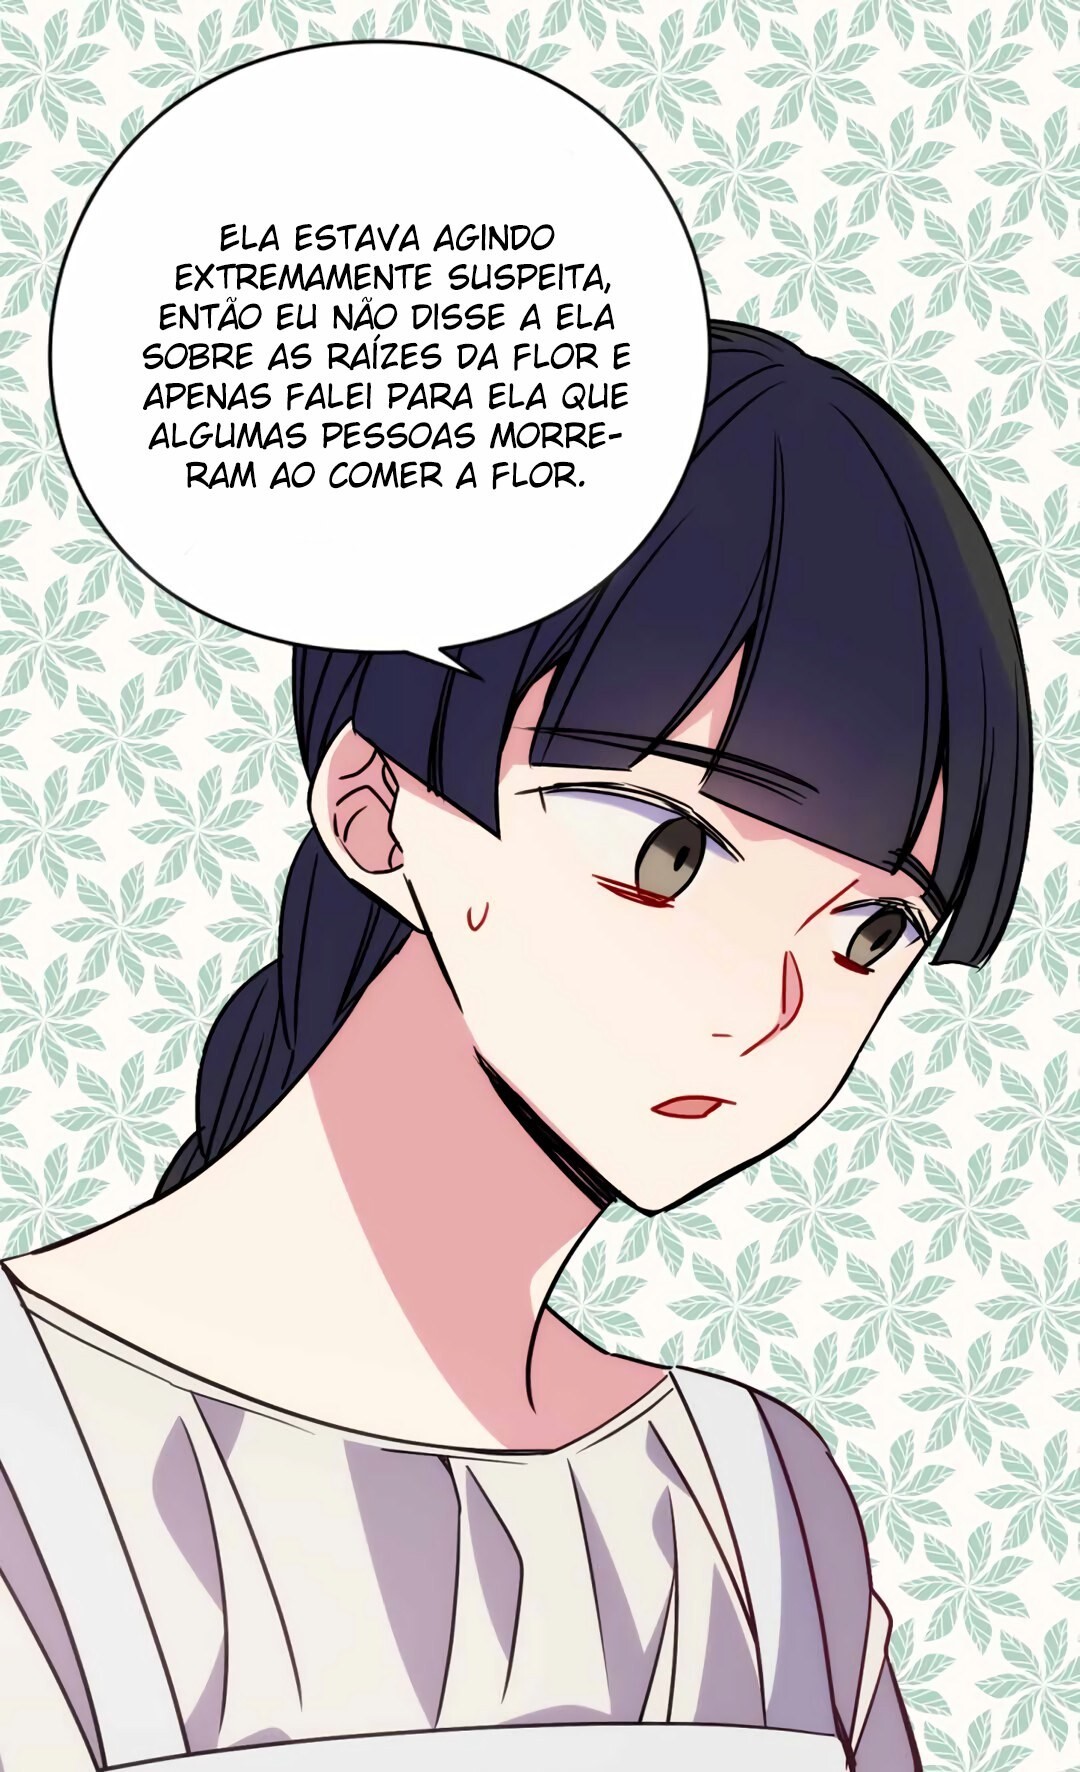 ELA ESTAVA AGINDO
EXTREMAMENTE SUSPEITA,
ENTÃO EU NÃO DISSE A ELA
SOBRE AS RAÍZES DA FLOR E
APENAS FALEI PARA ELA QUE
ALGUMAS PESSOAS MORRE-
RAM AO COMER A FLOR.